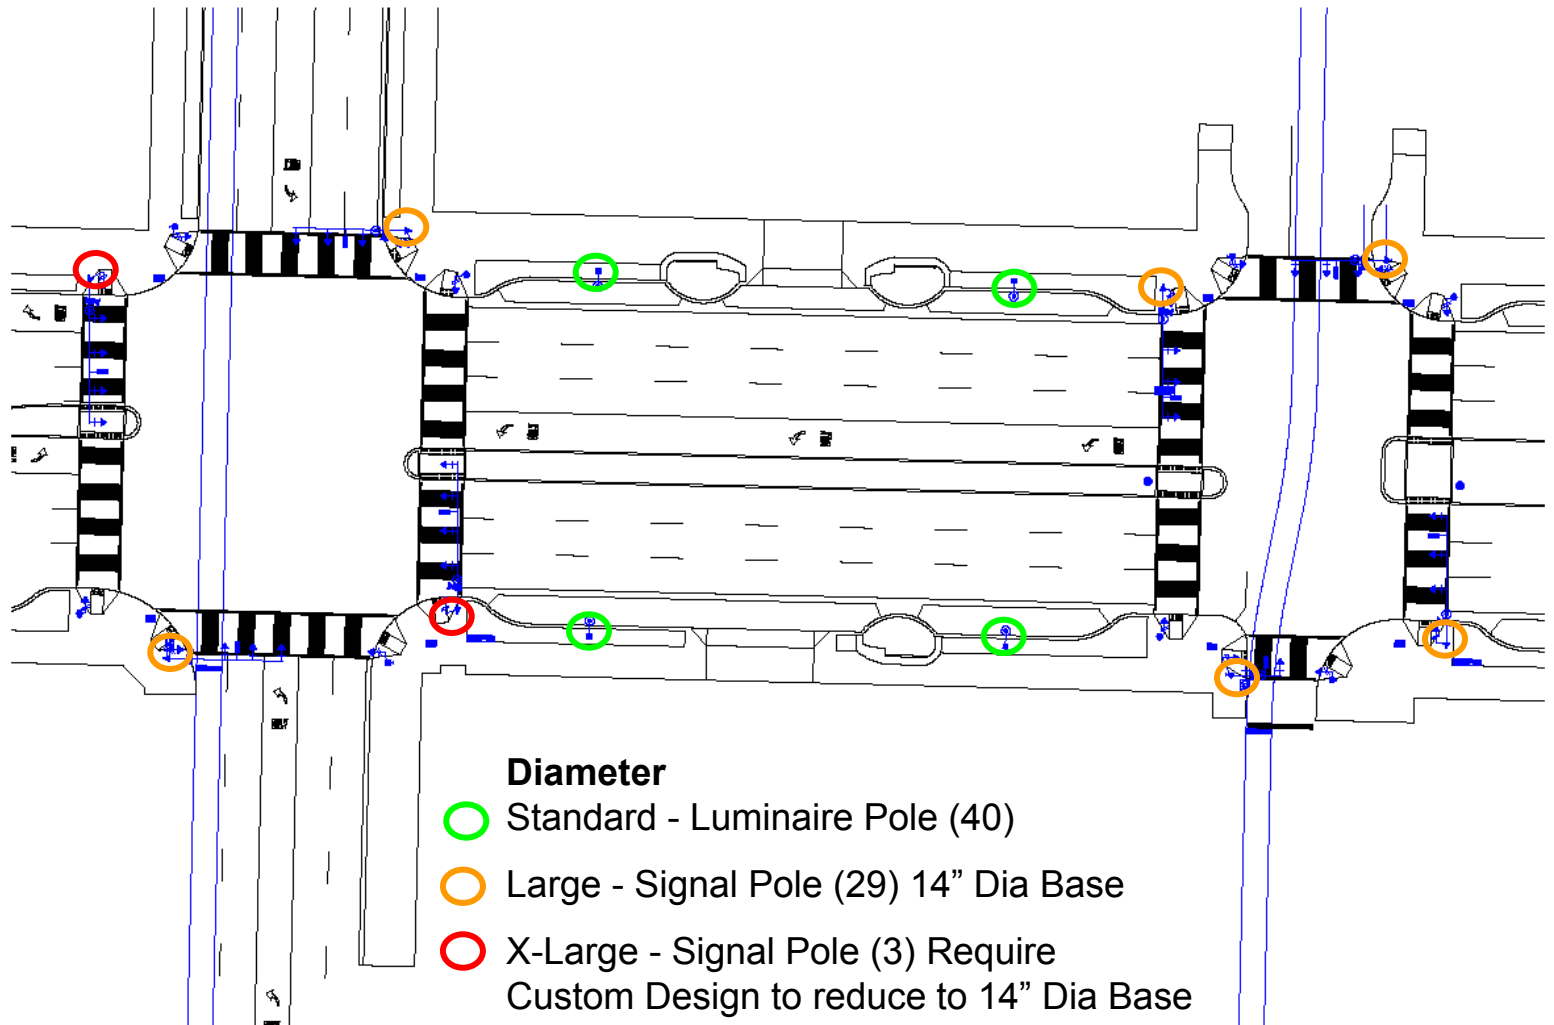 Diameter
Standard - Luminaire Pole (40)
Large - Signal Pole (29) 14” Dia Base
X-Large - Signal Pole (3) Require
Custom Design to reduce to 14” Dia Base